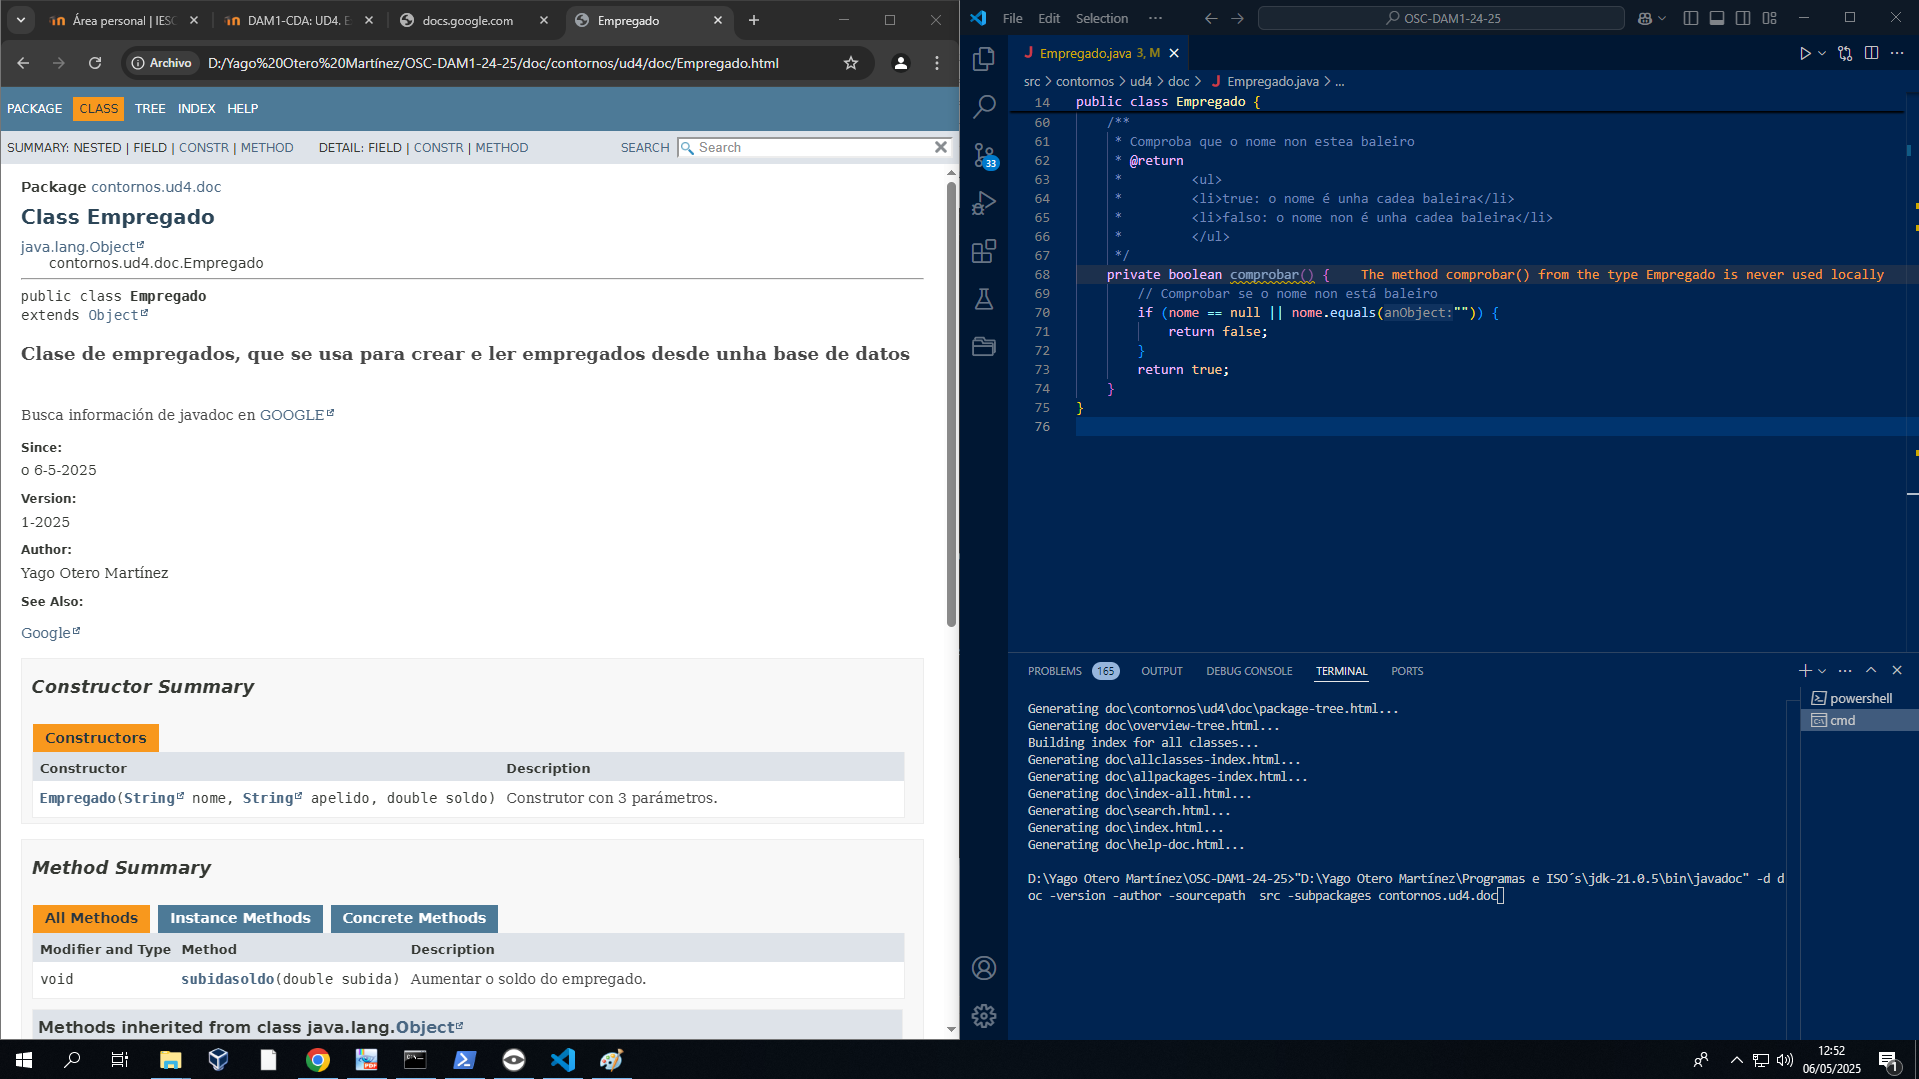 Área personal | IESC
DAM1-CDA: UD4. E
docs.google.com
Empregado
Archivo
D:/Yago%20Otero%20Martínez/OSC-DAM1-24-25/doc/contornos/ud4/doc/Empregado.html
PACKAGE CLASS TREE INDEX HELP
SUMMARY: NESTED | FIELD | CONSTR | METHOD DETAIL: FIELD | CONSTR | METHOD SEARCH Search
Package contornos.ud4.doc
Class Empregado
java.lang.Object
contornos.ud4.doc.Empregado
public class Empregado
extends Object
Clase de empregados, que se usa para crear e ler empregados desde unha base de datos
Busca información de javadoc en GOOGLE
Since:
o 6-5-2025
Version:
1-2025
Author:
Yago Otero Martínez
See Also:
Google
Constructor Summary
Constructors
Constructor Description
Empregado(String nome, String apelido, double soldo) Construtor con 3 parámetros.
Method Summary
All Methods Instance Methods Concrete Methods
Modifier and Type Method Description
void subidasoldo(double subida) Aumentar o soldo do empregado.
Methods inherited from class java.lang.Object
File Edit Selection ···
OSC-DAM1-24-25
Empregado.java 3, M
src > contornos > ud4 > doc > Empregado.java > ...
33
14 public class Empregado {
60 /**
61 * Comproba que o nome non estea baleiro
62 * @return
63 * <ul>
64 * <li>true: o nome é unha cadea baleira</li>
65 * <li>falso: o nome non é unha cadea baleira</li>
66 * </ul>
67 */
68 private boolean comprobar() { The method comprobar() from the type Empregado is never used locally
69 // Comprobar se o nome non está baleiro
70 if (nome == null || nome.equals(anObject:"")) {
71 return false;
72 }
73 return true;
74 }
75 }
76
PROBLEMS 165 OUTPUT DEBUG CONSOLE TERMINAL PORTS
powershell
cmd
Generating doc\contornos\ud4\doc\package-tree.html...
Generating doc\overview-tree.html...
Building index for all classes...
Generating doc\allclasses-index.html...
Generating doc\allpackages-index.html...
Generating doc\index-all.html...
Generating doc\search.html...
Generating doc\index.html...
Generating doc\help-doc.html...
D:\Yago Otero Martínez\OSC-DAM1-24-25>"D:\Yago Otero Martínez\Programas e ISO´s\jdk-21.0.5\bin\javadoc" -d d
oc -version -author -sourcepath  src -subpackages contornos.ud4.doc
12:52
06/05/2025
1